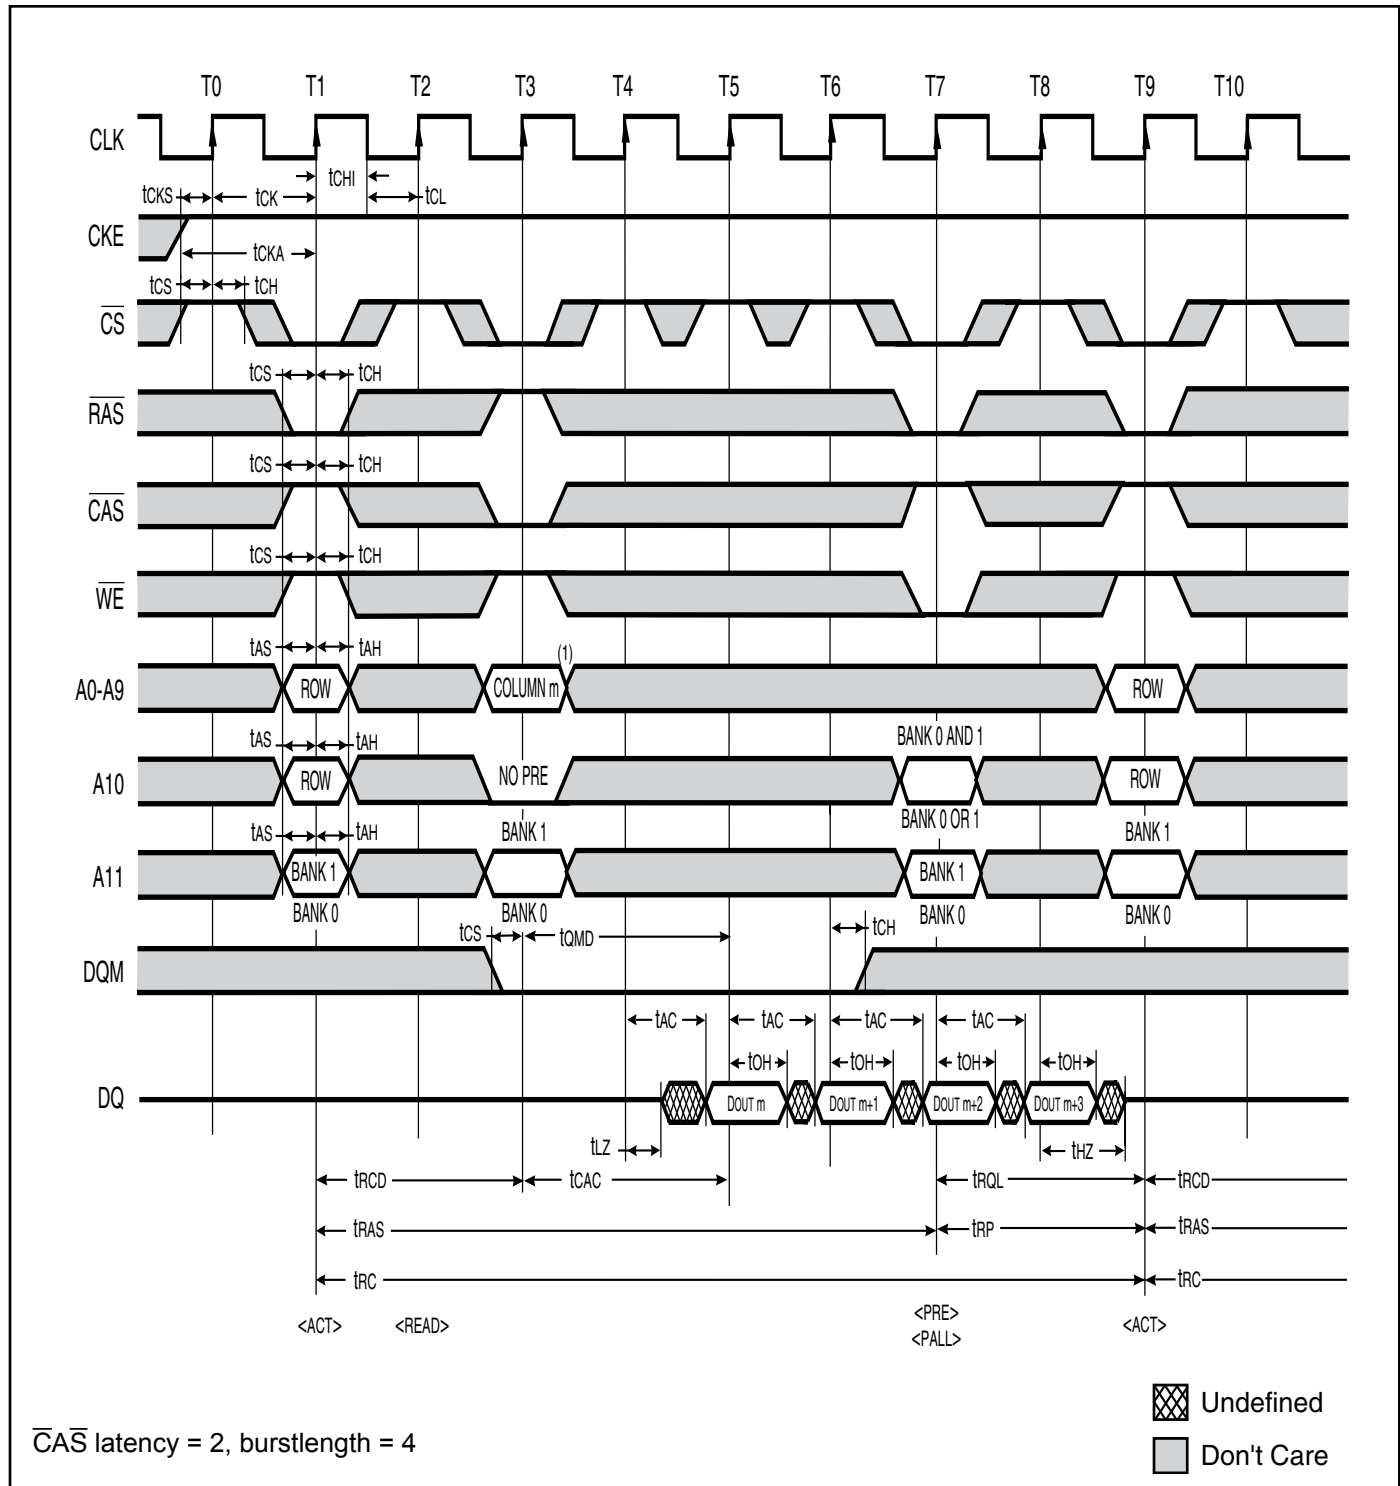 T0 T1 T2 T3 T4 T5 T6 T7 T8 T9 T10
CLK
tCHI
tCKS tCK tCL
CKE
tCKA
tCS tCH
CS
tCS tCH
RAS
tCS tCH
CAS
tCS tCH
WE
tAS tAH (1)
A0-A9 ROW COLUMN m ROW
tAS tAH BANK 0 AND 1
A10 ROW NO PRE ROW
BANK 0 OR 1
tAS tAH BANK 1 BANK 1
A11 BANK 1 BANK 1
BANK 0 BANK 0 BANK 0 BANK 0
tCS tQMD tCH
DQM
tAC tAC tAC tAC
tOH tOH tOH tOH
DQ DOUT m DOUT m+1 DOUT m+2 DOUT m+3
tLZ tHZ
tRCD tCAC tRQL tRCD
tRAS tRP tRAS
tRC tRC
<ACT> <READ> <PRE> <ACT>
<PALL>
Undefined
CAS latency = 2, burstlength = 4
Don't Care